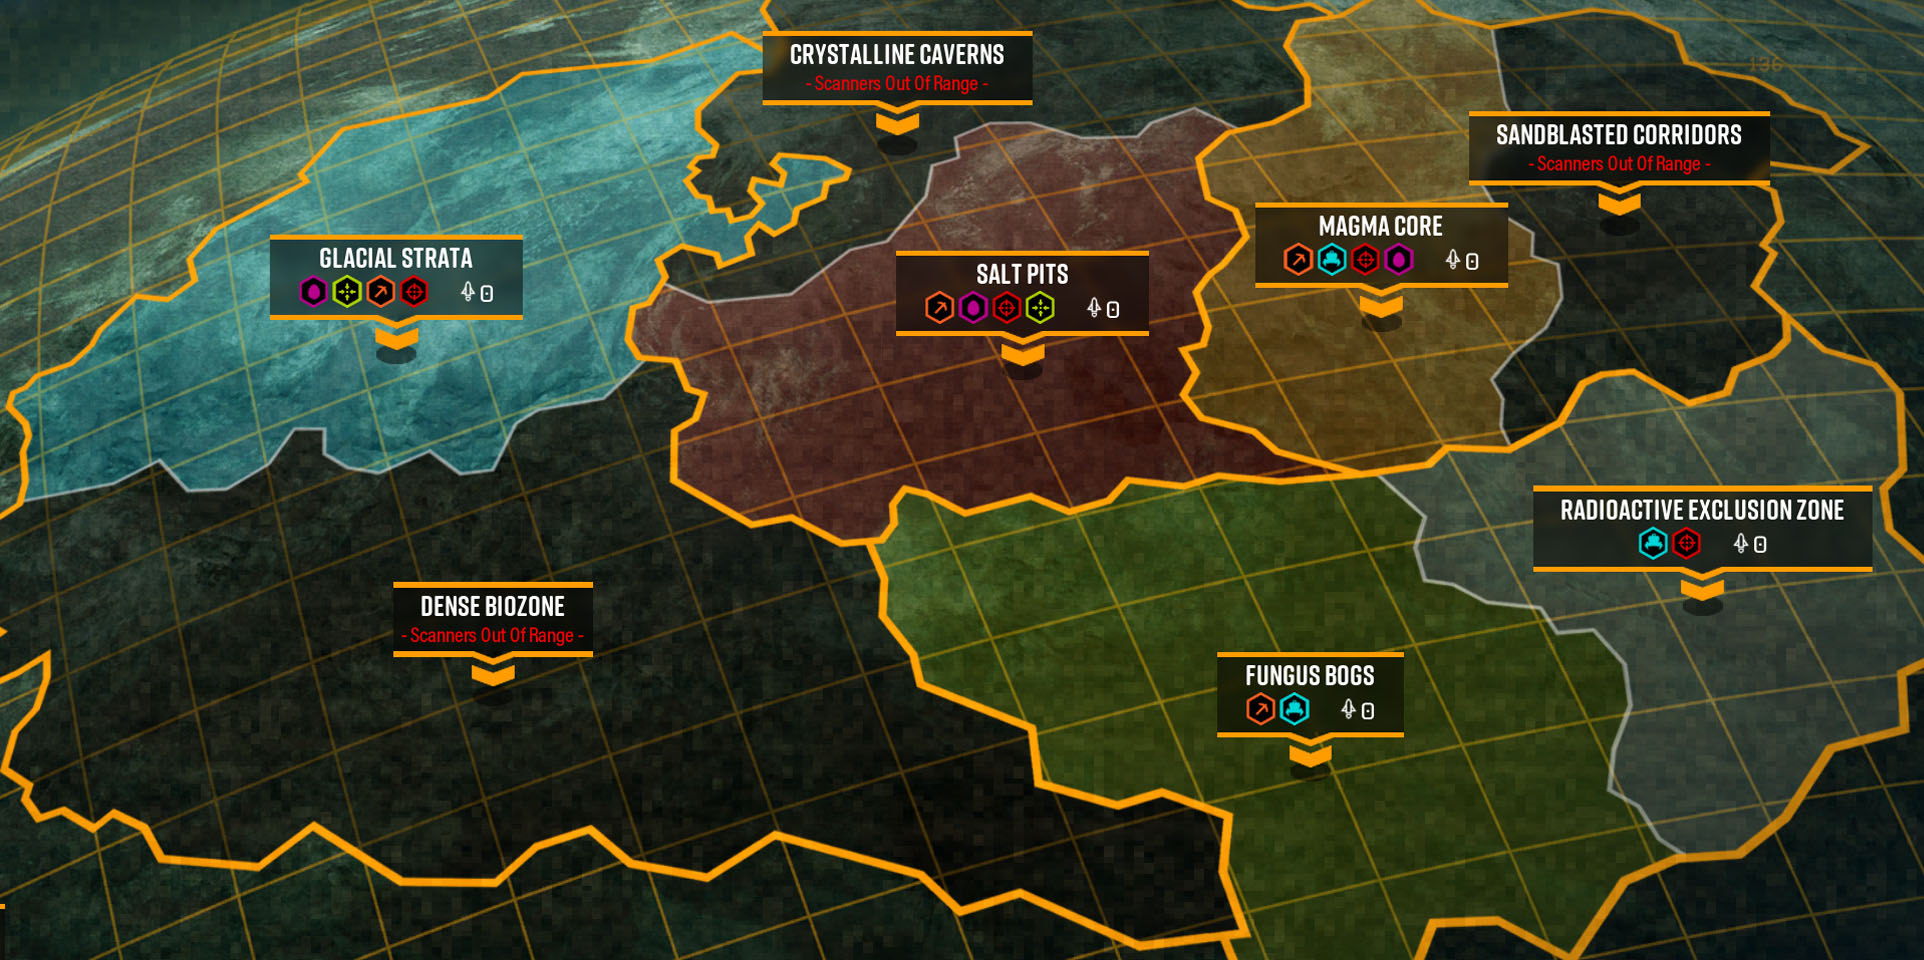 CRYSTALLINE CAVERNS
- Scanners Out Of Range -
136
SANDBLASTED CORRIDORS
- Scanners Out Of Range -
MAGMA CORE
0
GLACIAL STRATA
0
SALT PITS
0
RADIOACTIVE EXCLUSION ZONE
0
DENSE BIOZONE
- Scanners Out Of Range -
FUNGUS BOGS
0